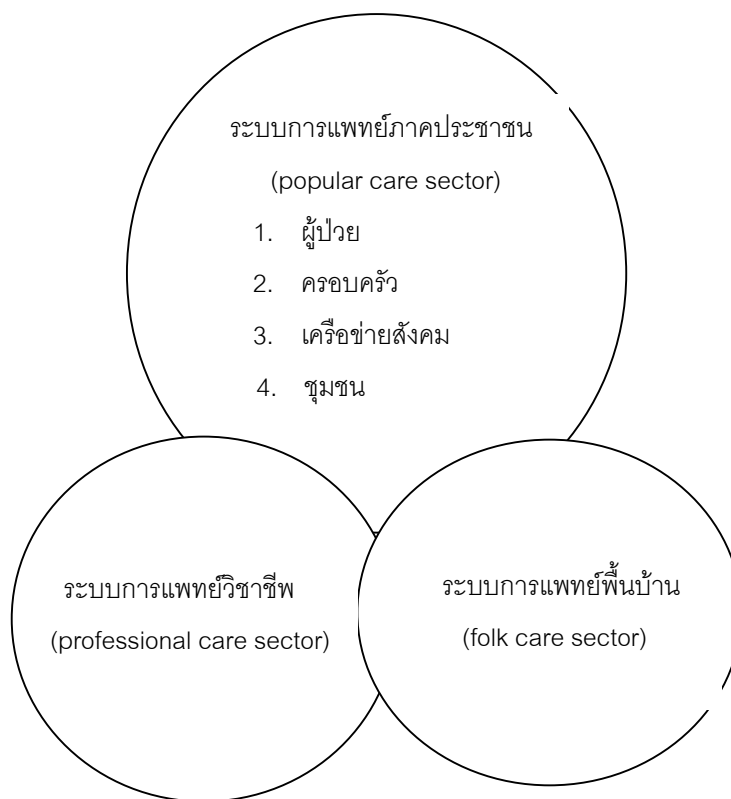 ระบบการแพทย์ภาคประชาชน
(popular care sector)
1. ผู้ป่วย
2. ครอบครัว
3. เครือข่ายสังคม
4. ชุมชน
ระบบการแพทย์วิชาชีพ
(professional care sector)
ระบบการแพทย์พื้นบ้าน
(folk care sector)